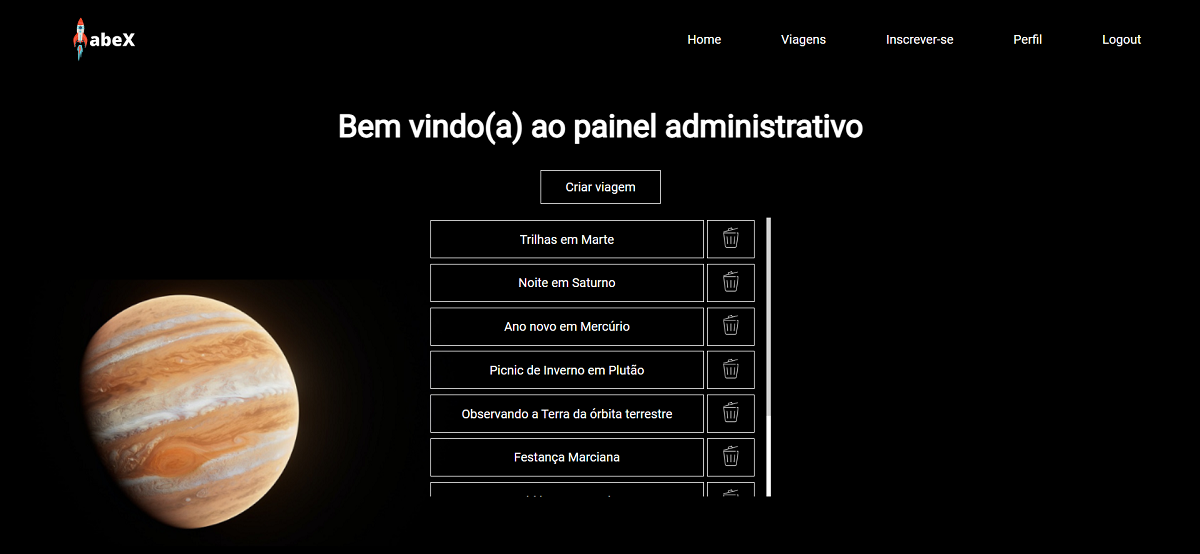 abeX
Home
Viagens
Inscrever-se
Perfil
Logout
Bem vindo(a) ao painel administrativo
Criar viagem
Trilhas em Marte
Noite em Saturno
Ano novo em Mercúrio
Picnic de Inverno em Plutão
Observando a Terra da órbita terrestre
Festança Marciana